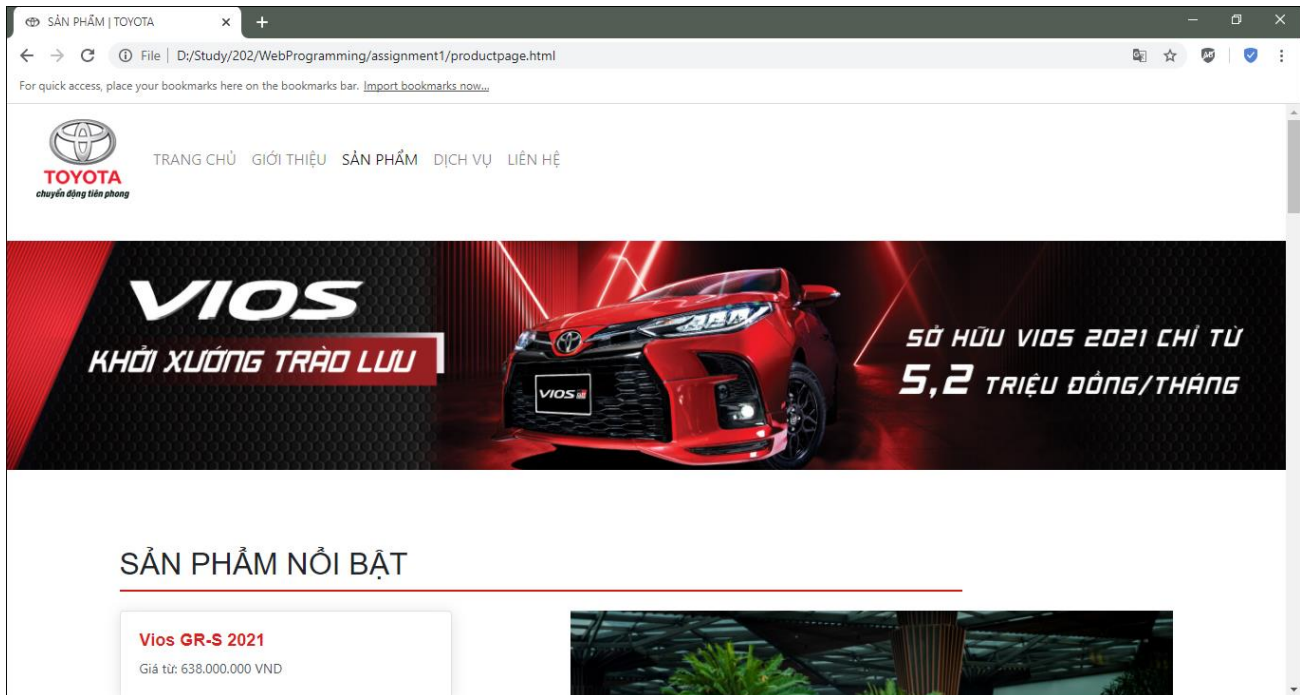 SẢN PHẨM | TOYOTA
File | D:/Study/202/WebProgramming/assignment1/productpage.html
For quick access, place your bookmarks here on the bookmarks bar. Import bookmarks now...
TOYOTA
chuyển động tiên phong
TRANG CHỦ GIỚI THIỆU SẢN PHẨM DỊCH VỤ LIÊN HỆ
VIOS
KHỞI XƯỚNG TRÀO LƯU
VIOS
SỞ HỮU VIOS 2021 CHỈ TỪ
5,2 TRIỆU ĐỒNG/THÁNG
SẢN PHẨM NỔI BẬT
Vios GR-S 2021
Giá từ: 638.000.000 VND